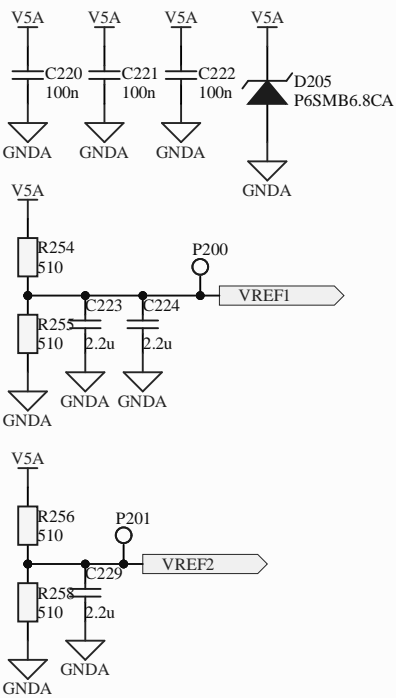 V5A V5A V5A V5A
C220 C221 C222 D205
100n 100n 100n P6SMB6.8CA
GNDA GNDA GNDA GNDA
V5A
R254 P200
510
VREF1
R255 C223 C224
510 2.2u 2.2u
GNDA GNDA GNDA
V5A
R256 P201
510
VREF2
R258 C229
510 2.2u
GNDA GNDA